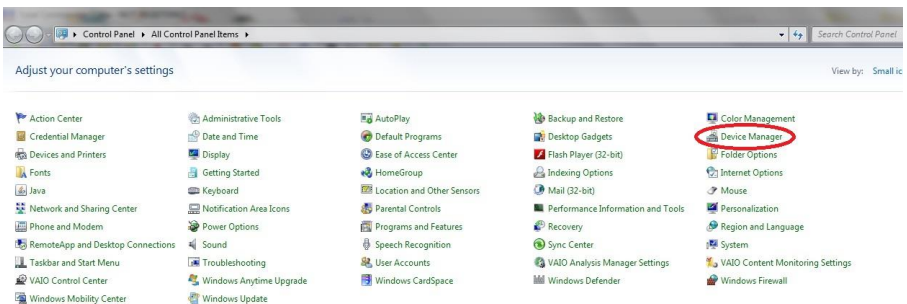 Control Panel ▸ All Control Panel Items ▸ Search Control Panel
Adjust your computer's settings View by: Small ic
Action Center Administrative Tools AutoPlay Backup and Restore Color Management
Credential Manager Date and Time Default Programs Desktop Gadgets Device Manager
Devices and Printers Display Ease of Access Center Flash Player (32-bit) Folder Options
Fonts Getting Started HomeGroup Indexing Options Internet Options
Java Keyboard Location and Other Sensors Mail (32-bit) Mouse
Network and Sharing Center Notification Area Icons Parental Controls Performance Information and Tools Personalization
Phone and Modem Power Options Programs and Features Recovery Region and Language
RemoteApp and Desktop Connections Sound Speech Recognition Sync Center System
Taskbar and Start Menu Troubleshooting User Accounts VAIO Analysis Manager Settings VAIO Content Monitoring Settings
VAIO Control Center Windows Anytime Upgrade Windows CardSpace Windows Defender Windows Firewall
Windows Mobility Center Windows Update